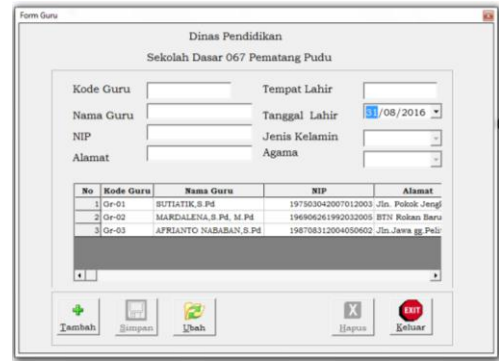 Form Guru
Dinas Pendidikan
Sekolah Dasar 067 Pematang Pudu
Kode Guru Tempat Lahir
Nama Guru Tanggal Lahir 31/08/2016
NIP Jenis Kelamin
Alamat Agama
No Kode Guru Nama Guru NIP Alamat
1 Gr-01 SUTIATIK,S.Pd 197503042007012003 Jln. Pokok Jengk
2 Gr-02 MARDALENA,S.Pd, M.Pd 196906261992032005 BTN Rokan Baru
3 Gr-03 AFRIANTO NABABAN,S.Pd 198708312004050602 Jln.Jawa gg.Peli
Tambah Simpan Ubah X Hapus EXIT Keluar